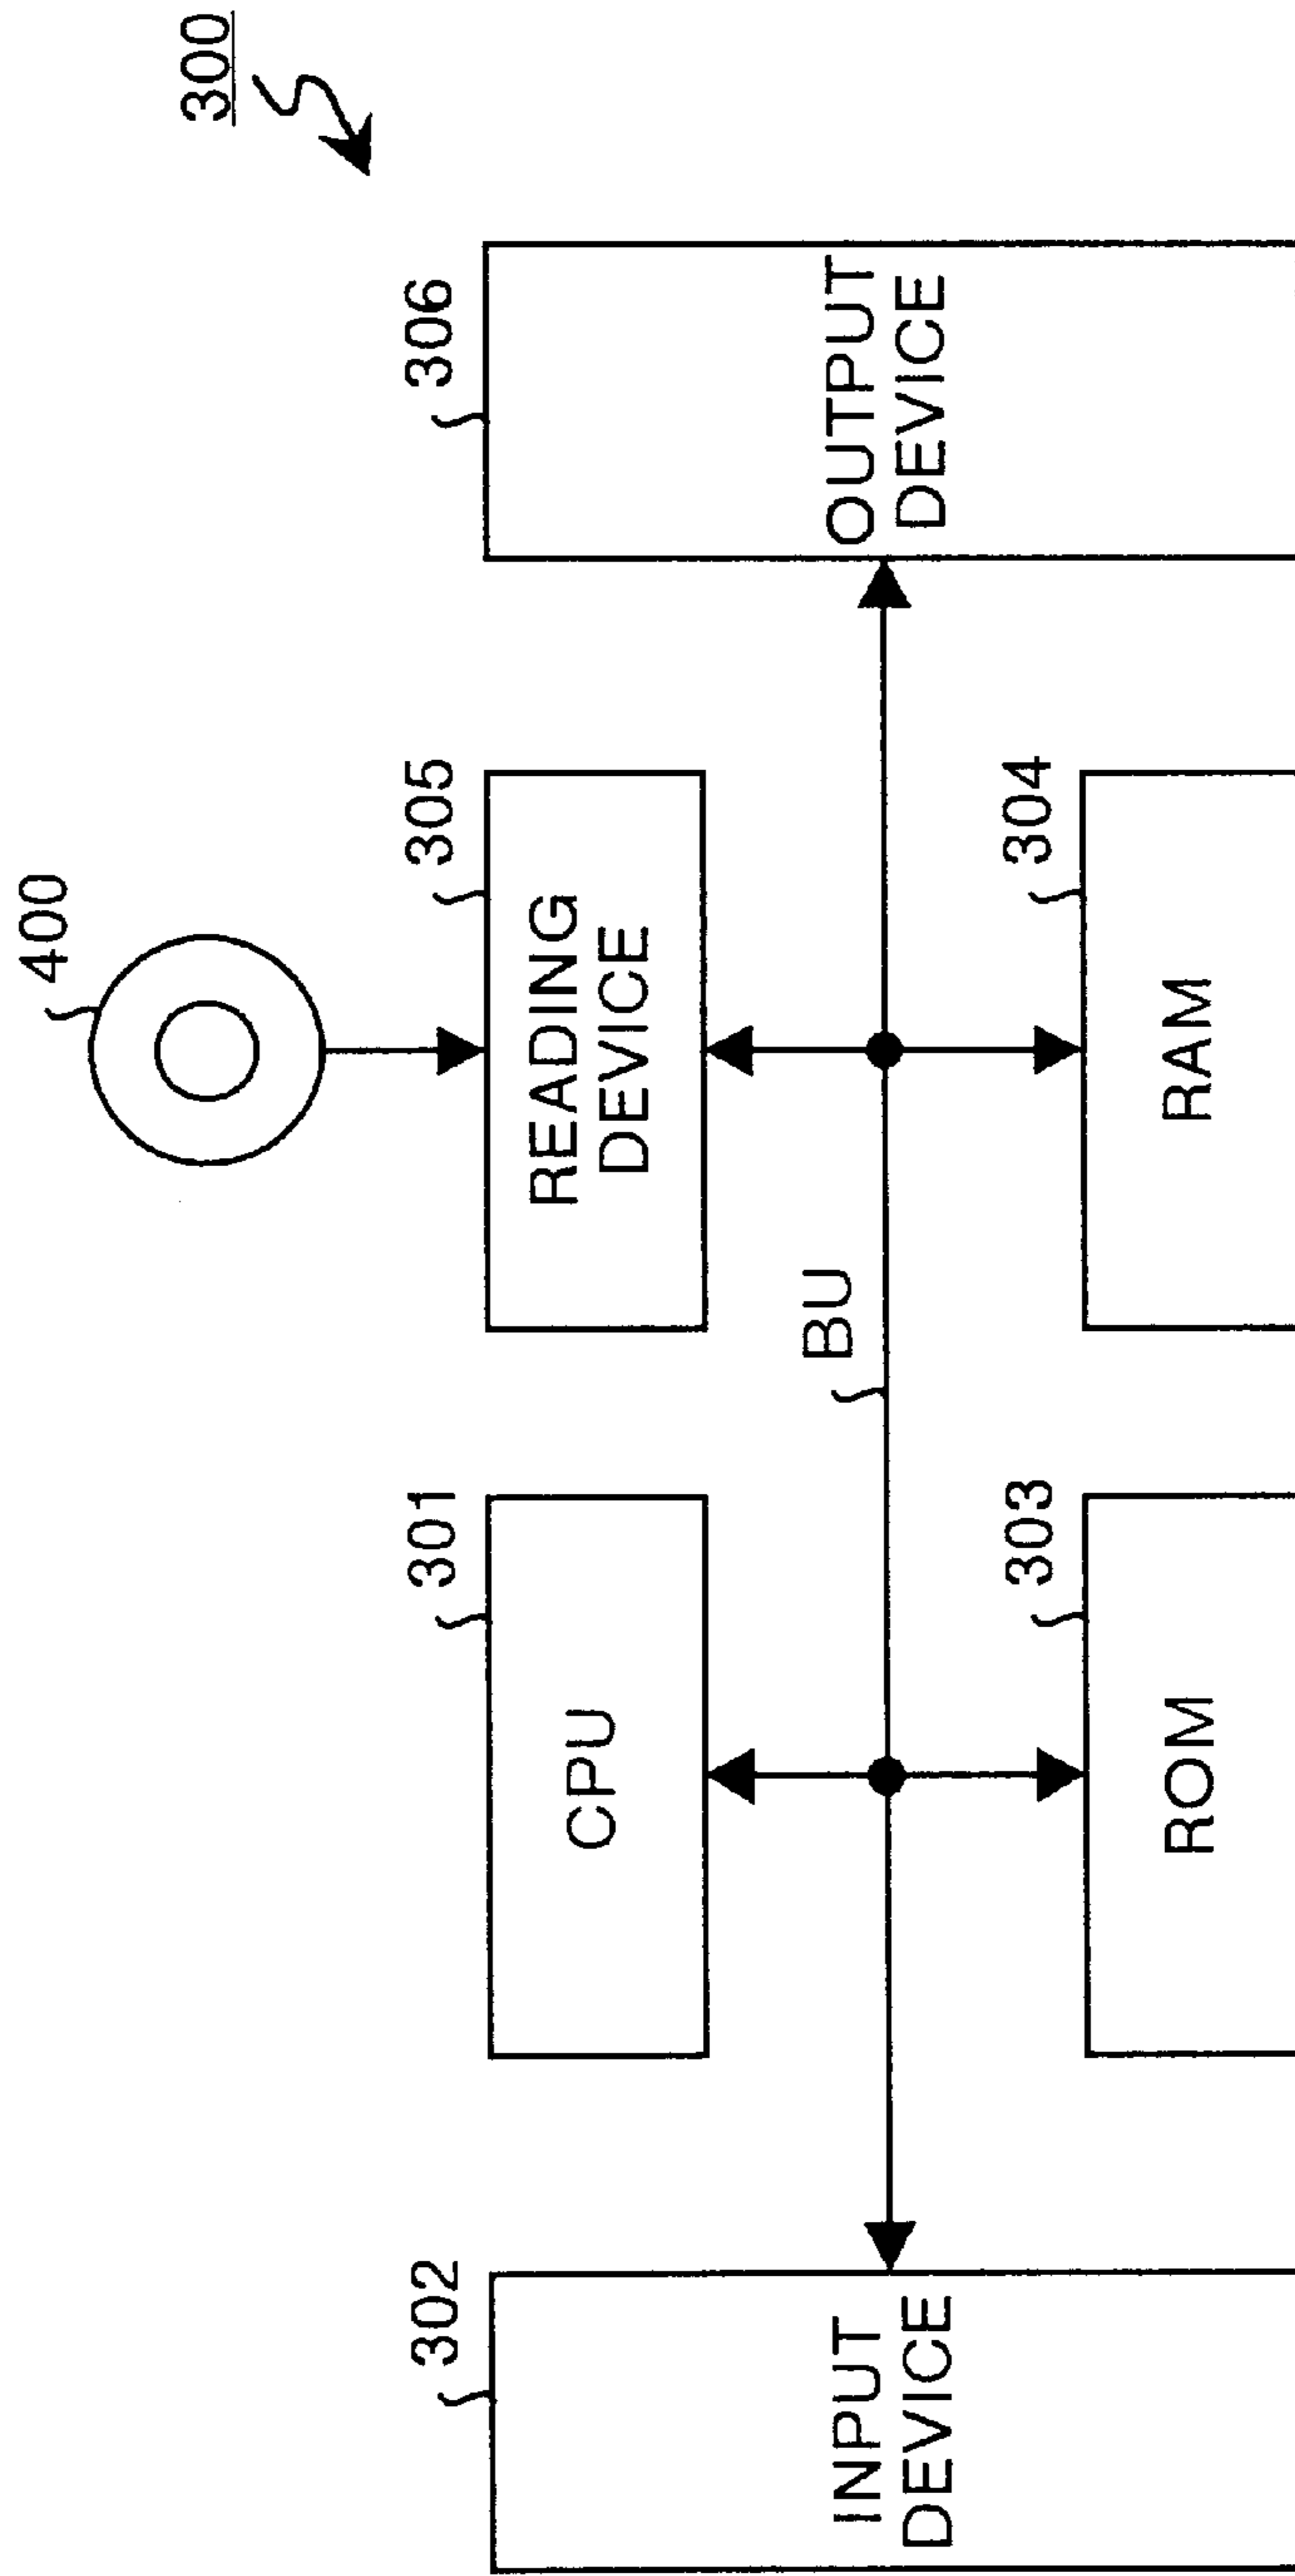 300
400
301
CPU
305
READING
DEVICE
302
INPUT
DEVICE
BU
306
OUTPUT
DEVICE
303
ROM
304
RAM